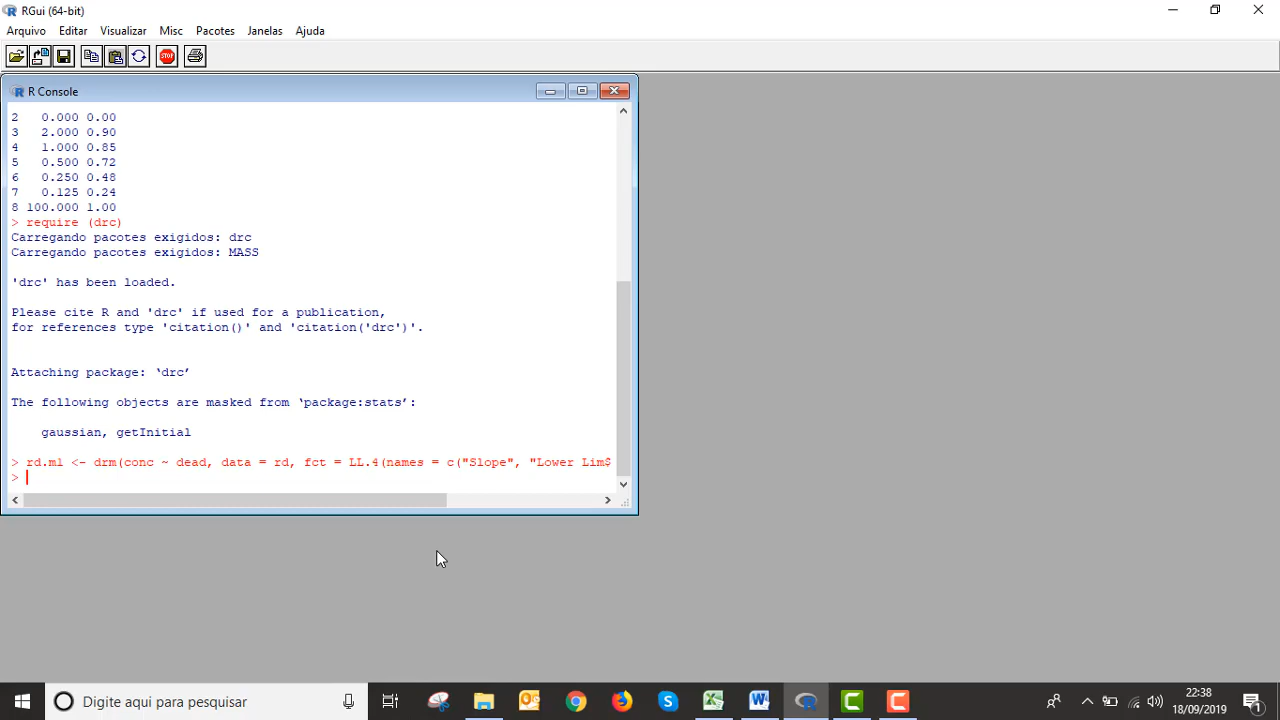 RGui (64-bit)
Arquivo Editar Visualizar Misc Pacotes Janelas Ajuda
STOP
R Console
2 0.000 0.00
3 2.000 0.90
4 1.000 0.85
5 0.500 0.72
6 0.250 0.48
7 0.125 0.24
8 100.000 1.00
> require (drc)
Carregando pacotes exigidos: drc
Carregando pacotes exigidos: MASS
'drc' has been loaded.
Please cite R and 'drc' if used for a publication,
for references type 'citation()' and 'citation('drc')'.
Attaching package: ‘drc’
The following objects are masked from ‘package:stats’:
gaussian, getInitial
> rd.m1 <- drm(conc ~ dead, data = rd, fct = LL.4(names = c("Slope", "Lower Lim$
>
Digite aqui para pesquisar
22:38
18/09/2019
1